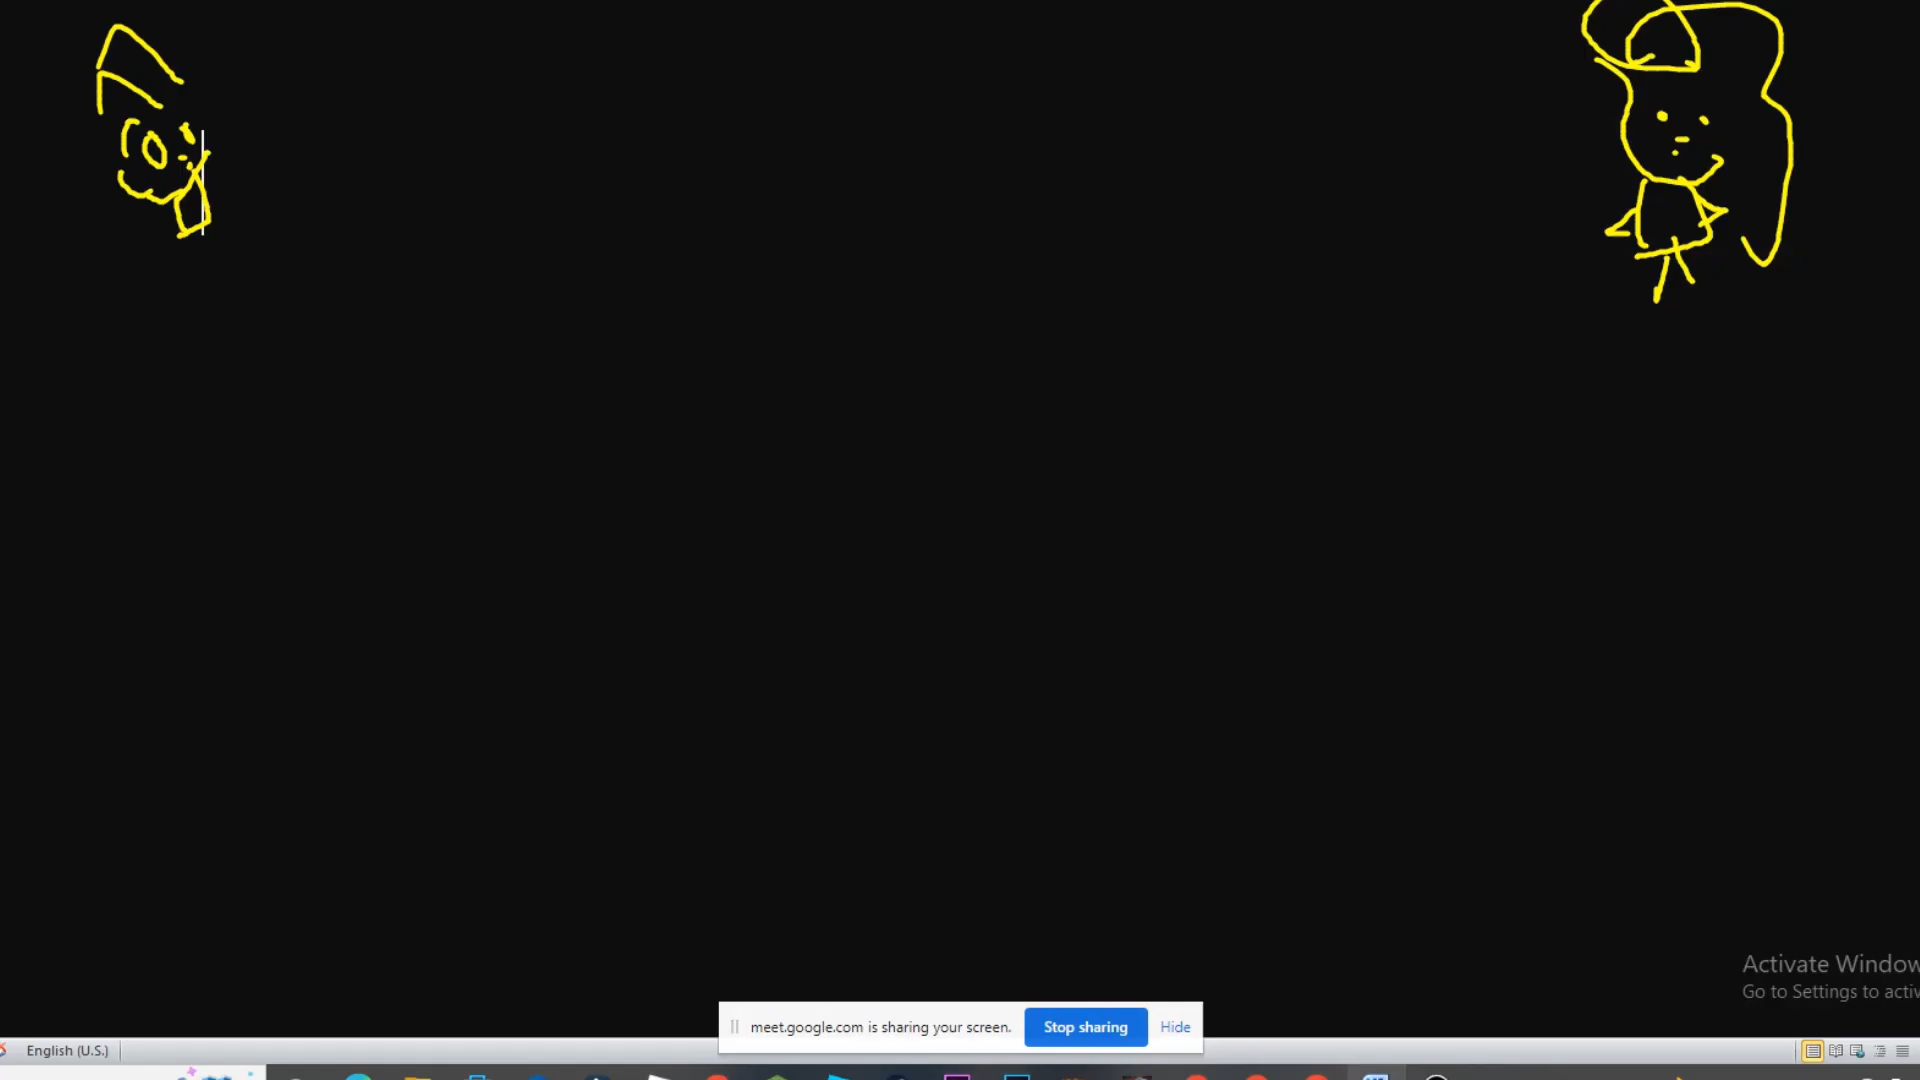 Activate Window
Go to Settings to activ
meet.google.com is sharing your screen.
Stop sharing
Hide
English (U.S.)